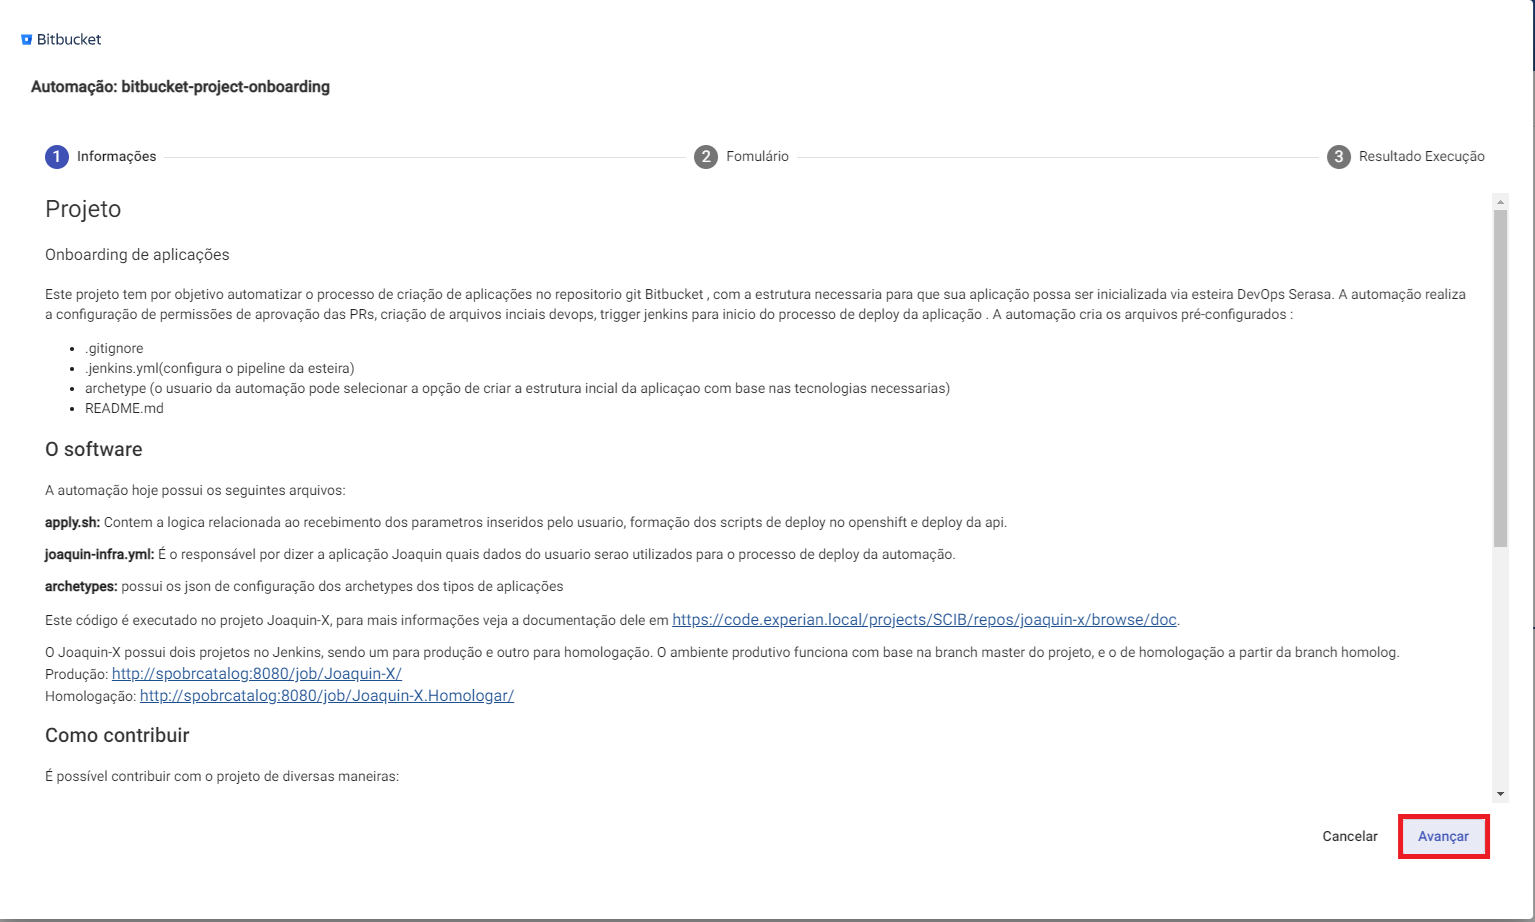 Bitbucket
Automação: bitbucket-project-onboarding
1 Informações
2 Fomulário
3 Resultado Execução
Projeto
Onboarding de aplicações
Este projeto tem por objetivo automatizar o processo de criação de aplicações no repositorio git Bitbucket , com a estrutura necessaria para que sua aplicação possa ser inicializada via esteira DevOps Serasa. A automação realiza
a configuração de permissões de aprovação das PRs, criação de arquivos inciais devops, trigger jenkins para inicio do processo de deploy da aplicação . A automação cria os arquivos pré-configurados :
• .gitignore
• .jenkins.yml(configura o pipeline da esteira)
• archetype (o usuario da automação pode selecionar a opção de criar a estrutura incial da aplicaçao com base nas tecnologias necessarias)
• README.md
O software
A automação hoje possui os seguintes arquivos:
apply.sh: Contem a logica relacionada ao recebimento dos parametros inseridos pelo usuario, formação dos scripts de deploy no openshift e deploy da api.
joaquin-infra.yml: É o responsável por dizer a aplicação Joaquin quais dados do usuario serao utilizados para o processo de deploy da automação.
archetypes: possui os json de configuração dos archetypes dos tipos de aplicações
Este código é executado no projeto Joaquin-X, para mais informações veja a documentação dele em https://code.experian.local/projects/SCIB/repos/joaquin-x/browse/doc.
O Joaquin-X possui dois projetos no Jenkins, sendo um para produção e outro para homologação. O ambiente produtivo funciona com base na branch master do projeto, e o de homologação a partir da branch homolog.
Produção: http://spobrcatalog:8080/job/Joaquin-X/
Homologação: http://spobrcatalog:8080/job/Joaquin-X.Homologar/
Como contribuir
É possível contribuir com o projeto de diversas maneiras:
Cancelar
Avançar